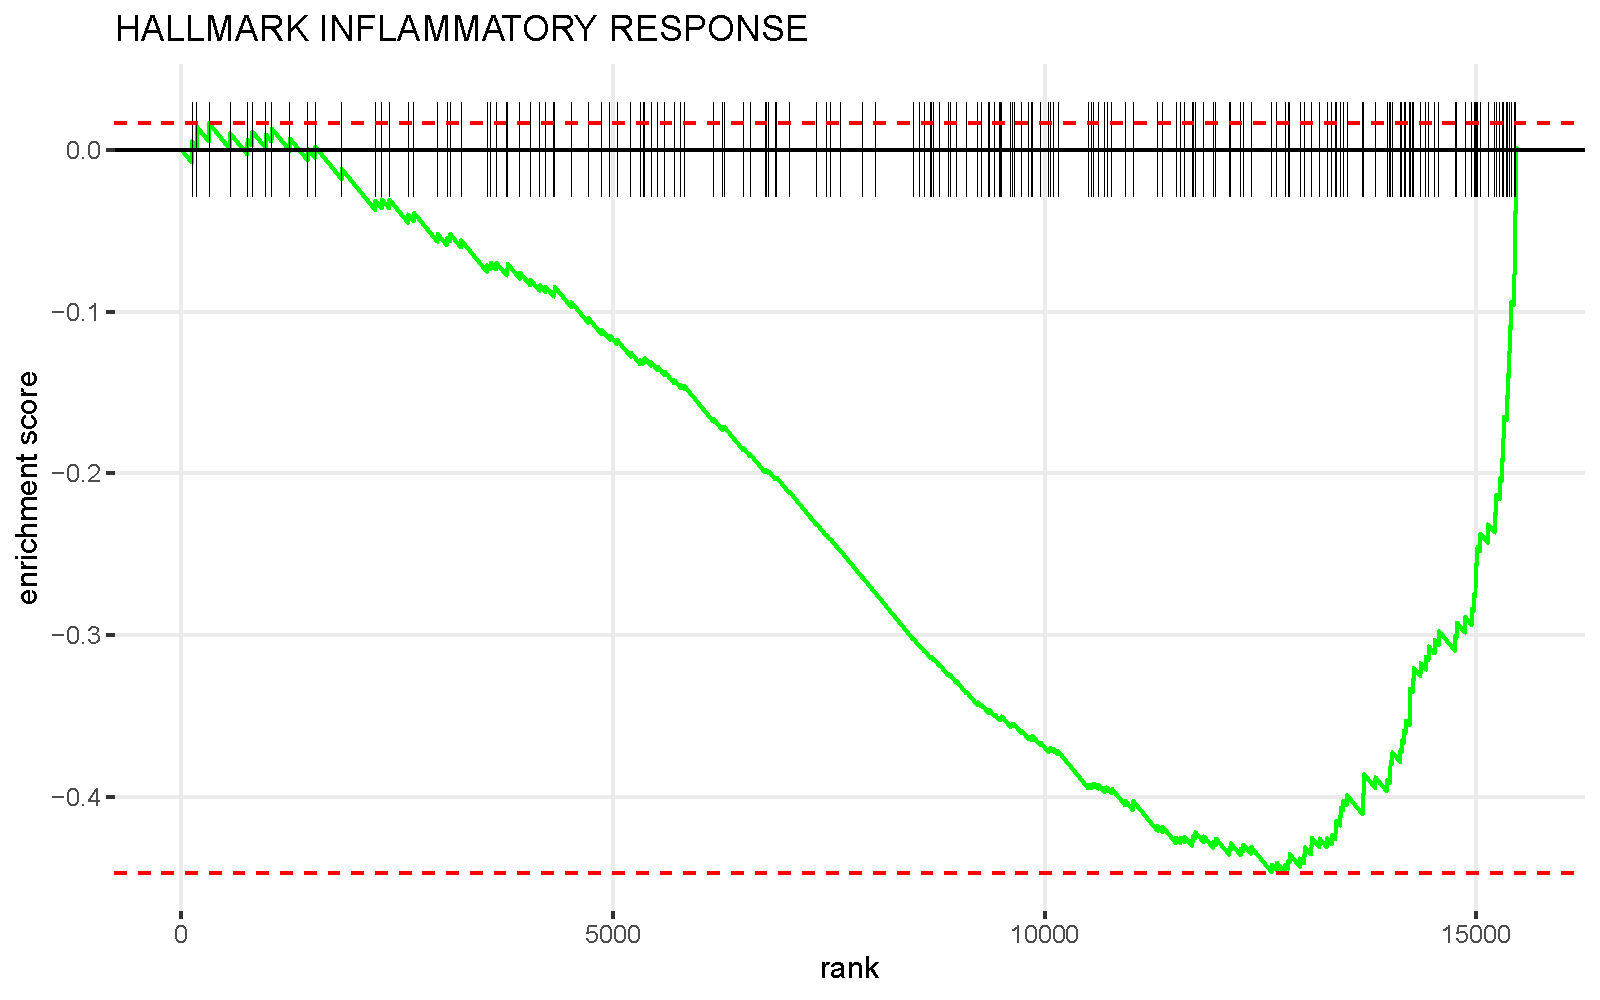 HALLMARK INFLAMMATORY RESPONSE
0.0
−0.1
−0.2
−0.3
−0.4
enrichment score
0 5000 10000 15000
rank